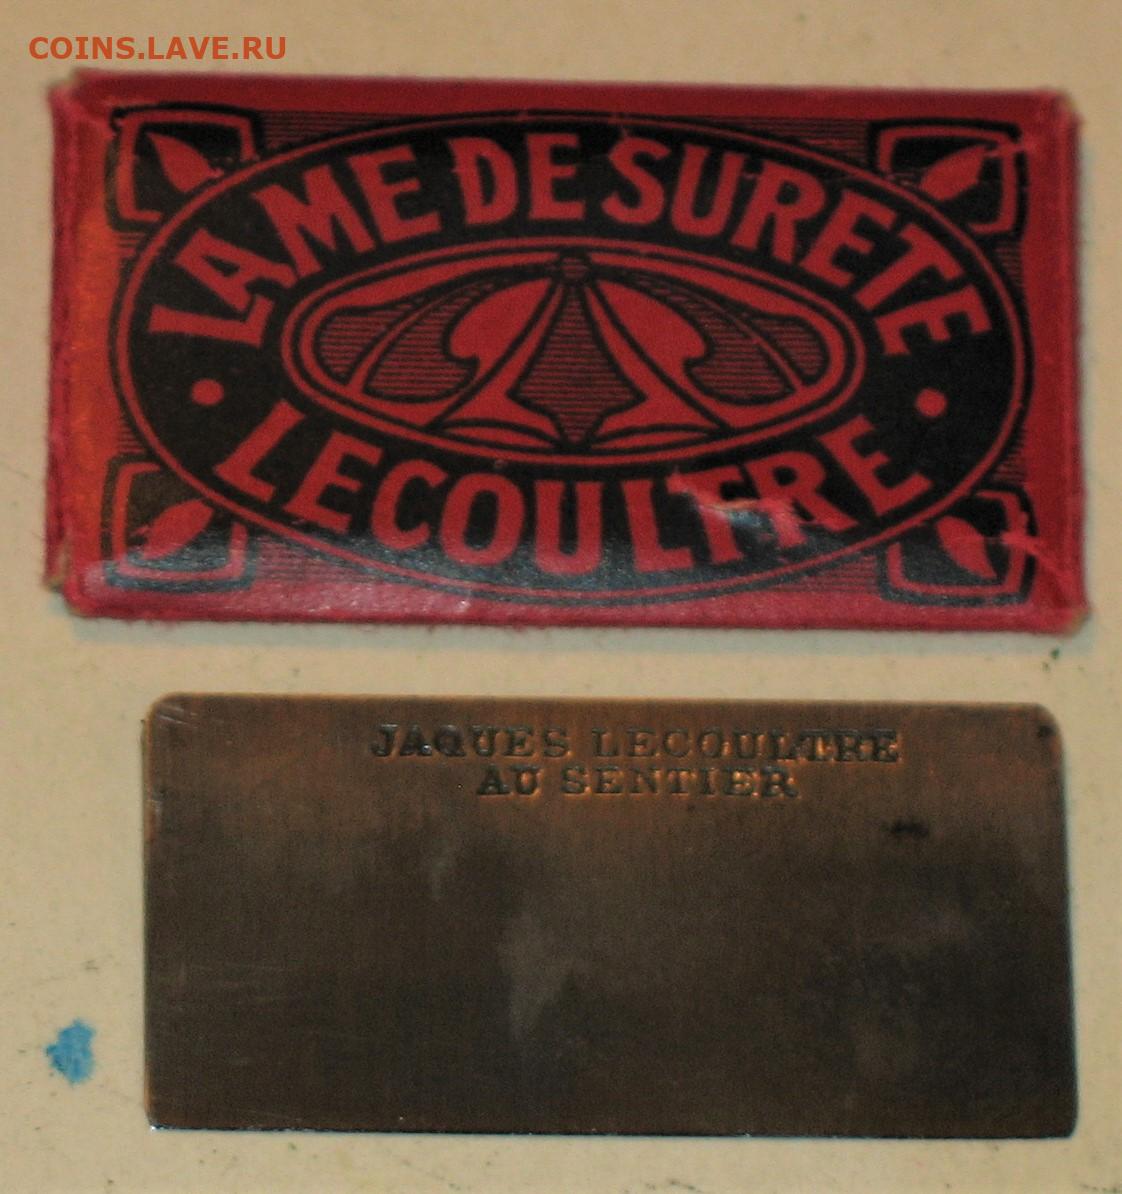 COINS.LAVE.RU
LAME DE SURETE
LECOULTRE
JAQUES LECOULTRE
AU SENTIER